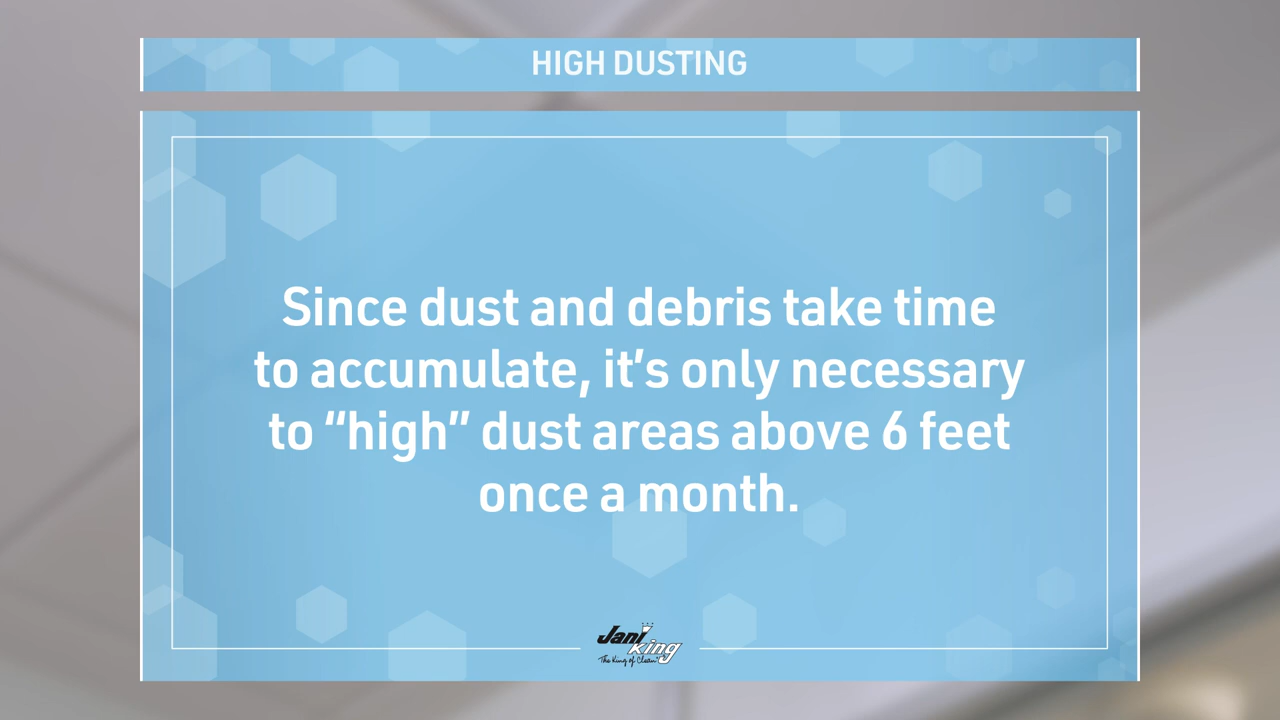 HIGH DUSTING
Since dust and debris take time
to accumulate, it's only necessary
to “high” dust areas above 6 feet
once a month.
Jani
King
The King of Clean